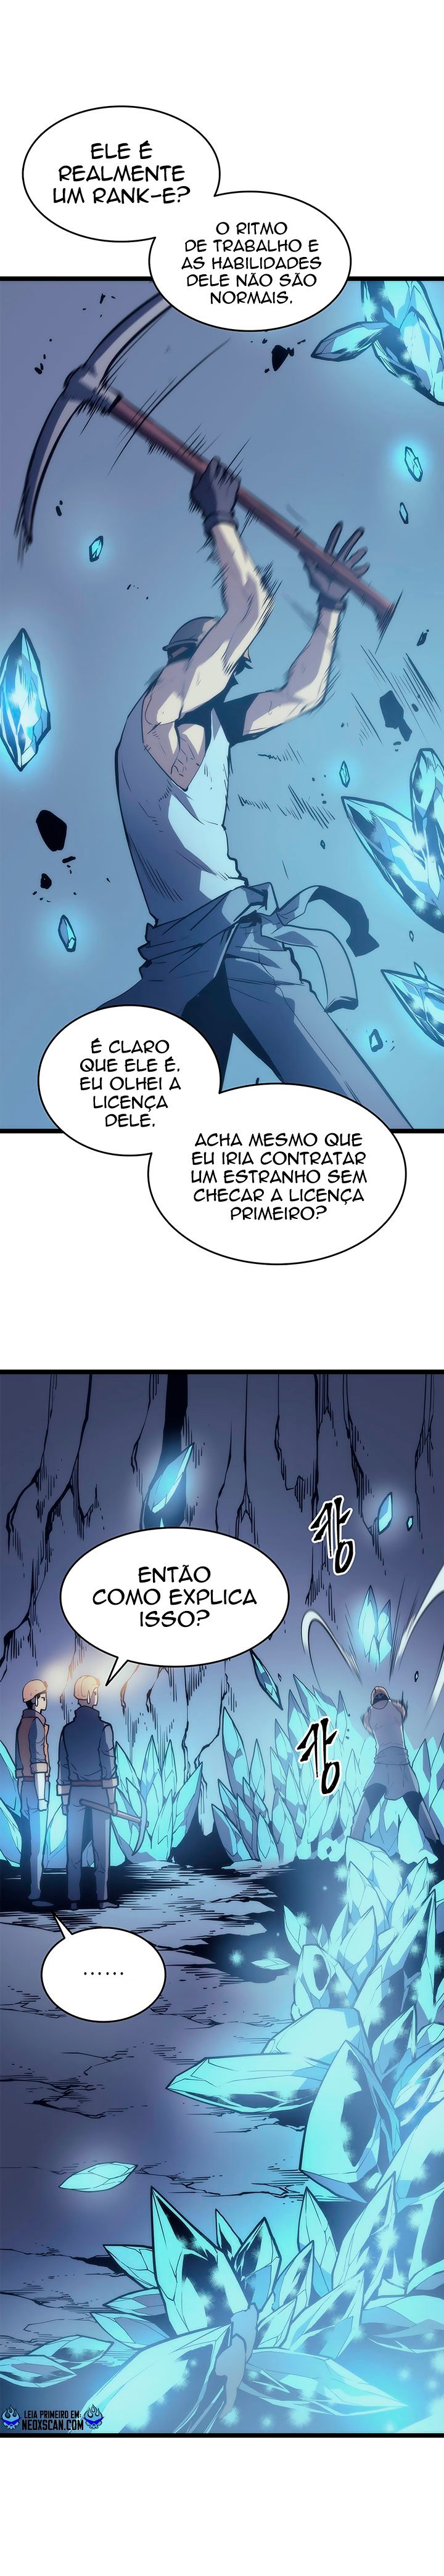 ELE É
REALMENTE
UM RANK-E?
O RITMO
DE TRABALHO E
AS HABILIDADES
DELE NÃO SÃO
NORMAIS.
É CLARO
QUE ELE É.
EU OLHEI A
LICENÇA
DELE.
ACHA MESMO QUE
EU IRIA CONTRATAR
UM ESTRANHO SEM
CHECAR A LICENÇA
PRIMEIRO?
캉
ENTÃO
COMO EXPLICA
ISSO?
캉
......
LEIA PRIMEIRO EM:
NEOXSCAN.COM